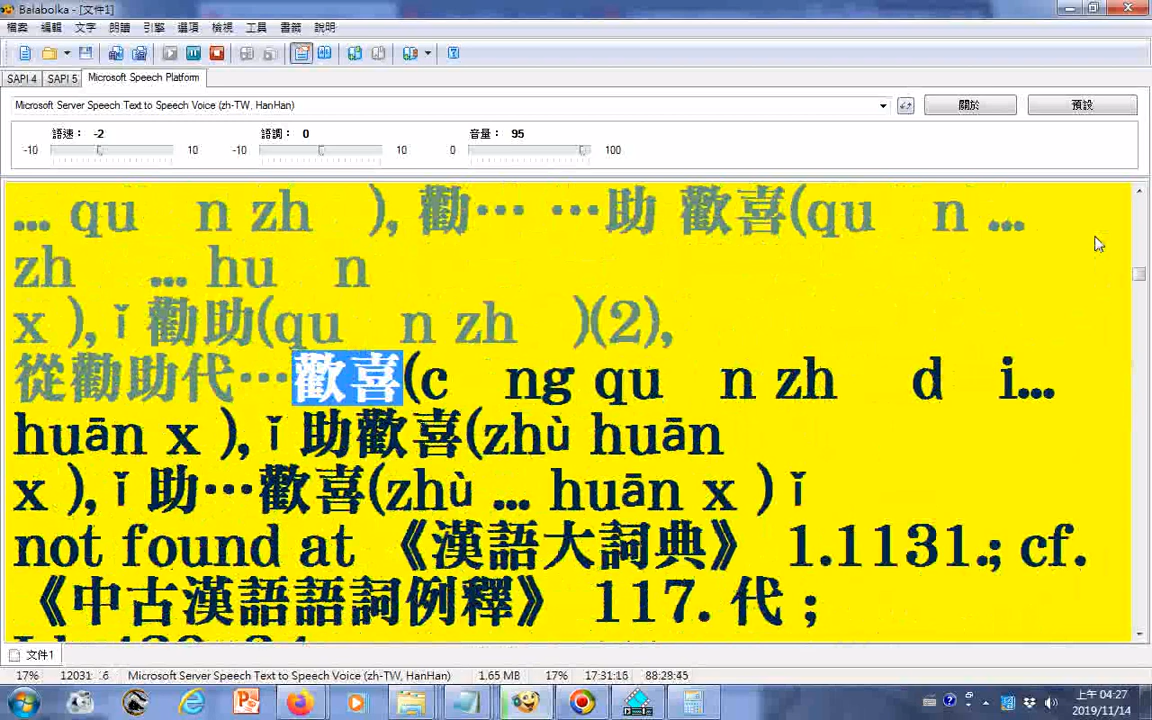 Balabolka - [文件1]
檔案 編輯 文字 朗讀 引擎 選項 檢視 工具 書籤 說明
SAPI 4 SAPI 5 Microsoft Speech Platform
Microsoft Server Speech Text to Speech Voice (zh-TW, HanHan) 關於 預設
語速： -2 語調： 0 音量： 95
-10 10 -10 10 0 100
... qu n zh ), 勸… …助 歡喜(qu n ...
zh ... hu n
x ), ǐ 勸助(qu n zh )(2),
從勸助代…歡喜(c ng qu n zh d i...
huān x ), ǐ 助歡喜(zhù huān
x ), ǐ 助…歡喜(zhù ... huān x ) ǐ
not found at 《漢語大詞典》 1.1131.; cf.
《中古漢語語詞例釋》 117. 代 ;
文件1
17% Microsoft Server Speech Text to Speech Voice (zh-TW, HanHan) 1.65 MB 17% 17:31:16 88:28:45
上午 04:27
2019/11/14